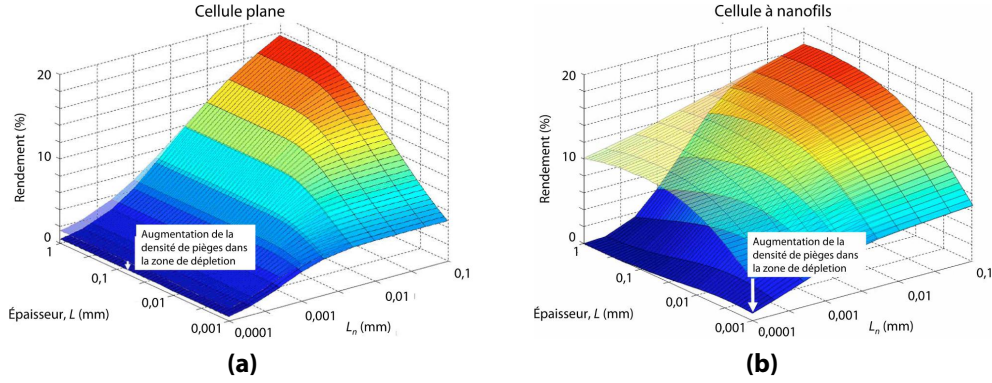 Cellule plane
20
10
0
Rendement (%)
1
0,1
0,01
0,001
Épaisseur, L (mm)
0,0001
0,001
0,01
0,1
L_n (mm)
Augmentation de la
densité de pièges dans
la zone de dépletion
(a)
Cellule à nanofils
20
10
0
Rendement (%)
1
0,1
0,01
0,001
Épaisseur, L (mm)
0,0001
0,001
0,01
0,1
L_n (mm)
Augmentation de la
densité de pièges dans
la zone de dépletion
(b)